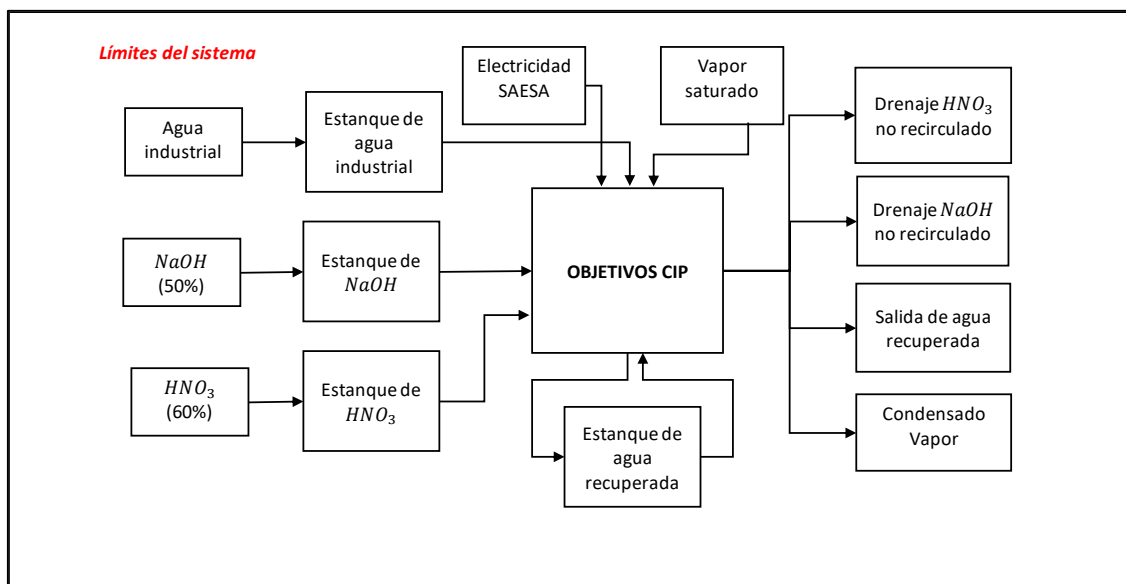 Límites del sistema
Electricidad
SAESA
Vapor
saturado
Agua
industrial
Estanque de
agua
industrial
Drenaje HNO₃
no recirculado
NaOH
(50%)
Estanque de
NaOH
OBJETIVOS CIP
Drenaje NaOH
no recirculado
HNO₃
(60%)
Estanque de
HNO₃
Salida de agua
recuperada
Estanque de
agua
recuperada
Condensado
Vapor